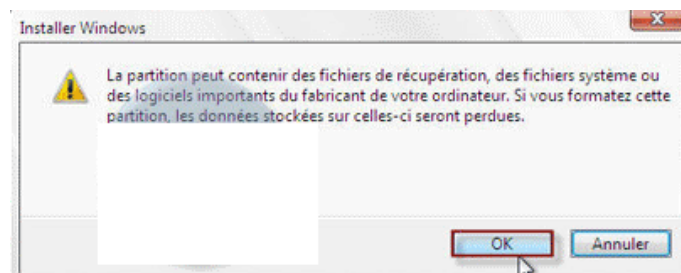 Installer Windows
La partition peut contenir des fichiers de récupération, des fichiers système ou
des logiciels importants du fabricant de votre ordinateur. Si vous formatez cette
partition, les données stockées sur celles-ci seront perdues.
OK
Annuler